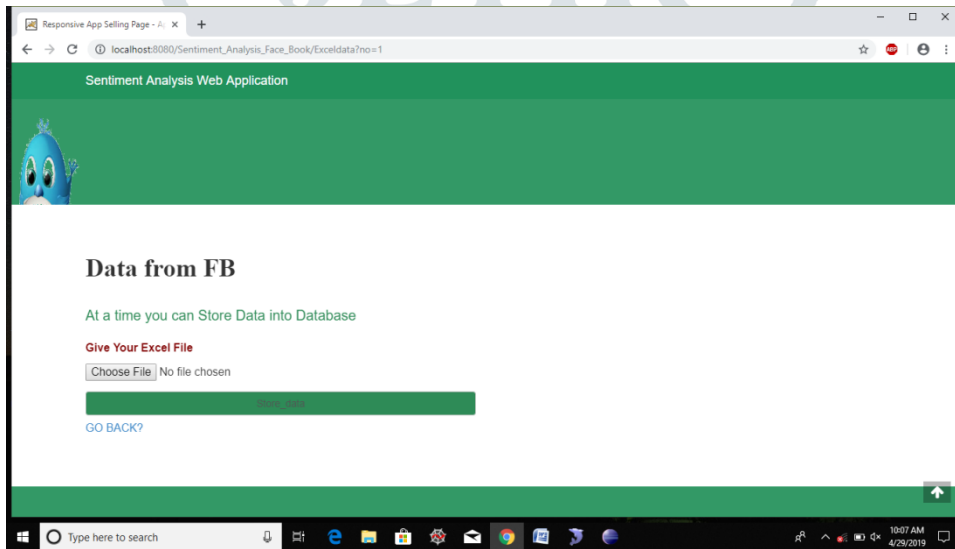 Responsive App Selling Page - A
localhost:8080/Sentiment_Analysis_Face_Book/Exceldata?no=1
ABP
Sentiment Analysis Web Application
Data from FB
At a time you can Store Data into Database
Give Your Excel File
Choose File No file chosen
Store_data
GO BACK?
Type here to search
10:07 AM
4/29/2019